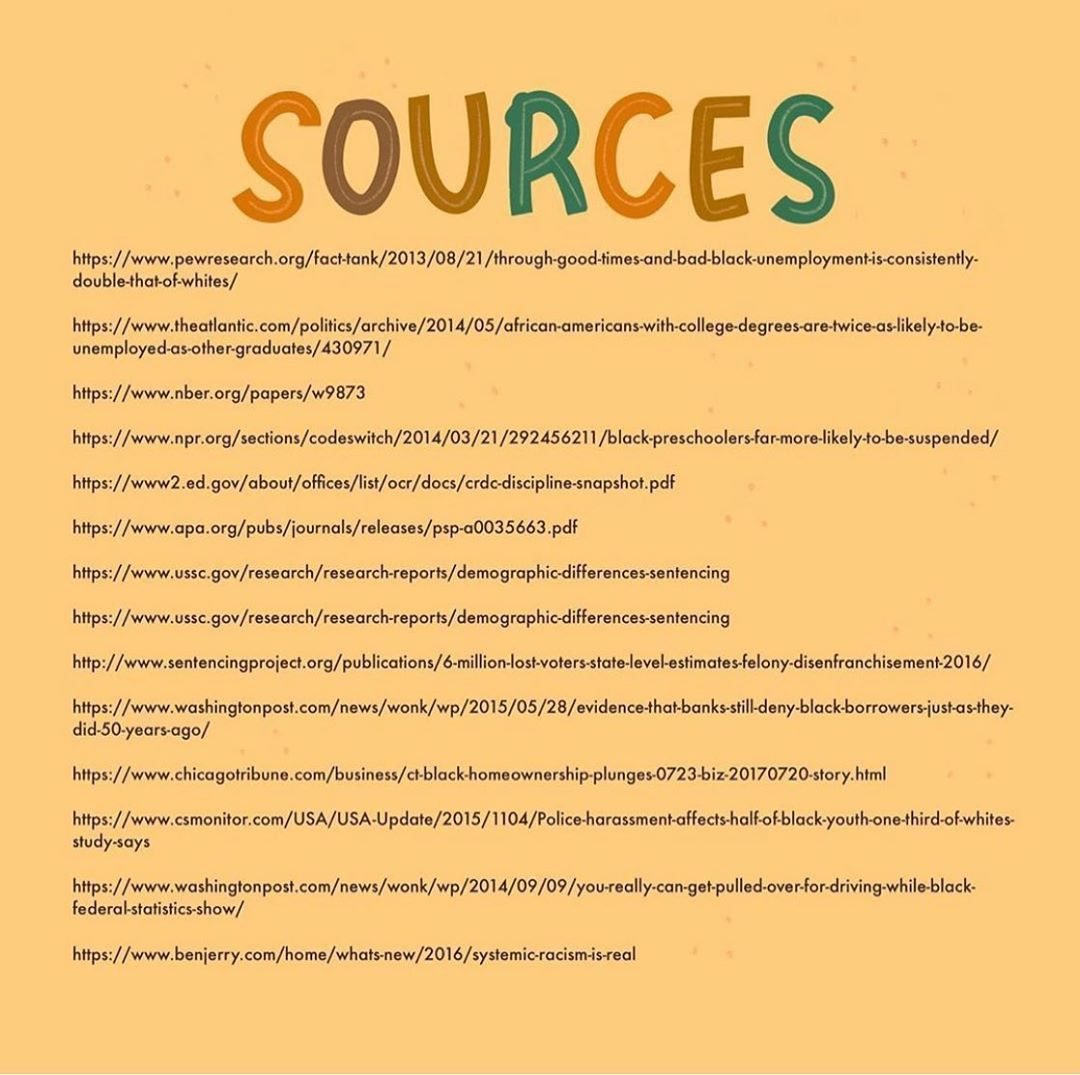 SOURCES
https://www.pewresearch.org/fact-tank/2013/08/21/through-good-times-and-bad-black-unemployment-is-consistently-
double-that-of-whites/
https://www.theatlantic.com/politics/archive/2014/05/african-americans-with-college-degrees-are-twice-as-likely-to-be-
unemployed-as-other-graduates/430971/
https://www.nber.org/papers/w9873
https://www.npr.org/sections/codeswitch/2014/03/21/292456211/black-preschoolers-far-more-likely-to-be-suspended/
https://www2.ed.gov/about/offices/list/ocr/docs/crdc-discipline-snapshot.pdf
https://www.apa.org/pubs/journals/releases/psp-a0035663.pdf
https://www.ussc.gov/research/research-reports/demographic-differences-sentencing
https://www.ussc.gov/research/research-reports/demographic-differences-sentencing
http://www.sentencingproject.org/publications/6-million-lost-voters-state-level-estimates-felony-disenfranchisement-2016/
https://www.washingtonpost.com/news/wonk/wp/2015/05/28/evidence-that-banks-still-deny-black-borrowers-just-as-they-
did-50-years-ago/
https://www.chicagotribune.com/business/ct-black-homeownership-plunges-0723-biz-20170720-story.html
https://www.csmonitor.com/USA/USA-Update/2015/1104/Police-harassment-affects-half-of-black-youth-one-third-of-whites-
study-says
https://www.washingtonpost.com/news/wonk/wp/2014/09/09/you-really-can-get-pulled-over-for-driving-while-black-
federal-statistics-show/
https://www.benjerry.com/home/whats-new/2016/systemic-racism-is-real